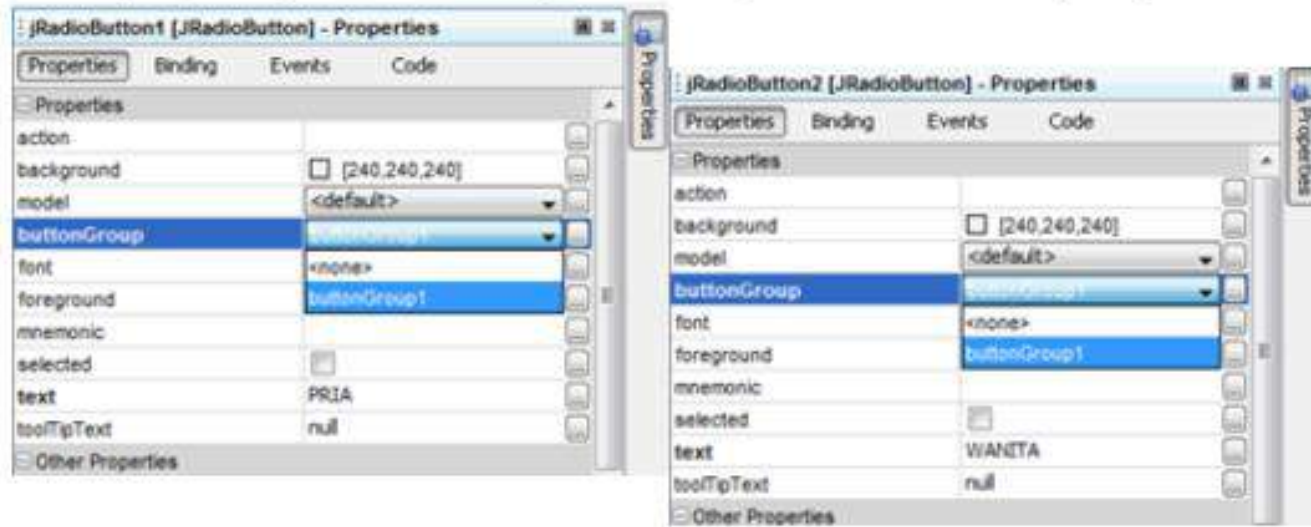 jRadioButton1 [JRadioButton] - Properties
Properties Binding Events Code
Properties
action
background [240,240,240]
model <default>
buttonGroup buttonGroup1
font <none>
foreground buttonGroup1
mnemonic
selected
text PRIA
toolTipText null
Other Properties
Properties
jRadioButton2 [JRadioButton] - Properties
Properties Binding Events Code
Properties
action
background [240,240,240]
model <default>
buttonGroup buttonGroup1
font <none>
foreground buttonGroup1
mnemonic
selected
text WANITA
toolTipText null
Other Properties
Properties